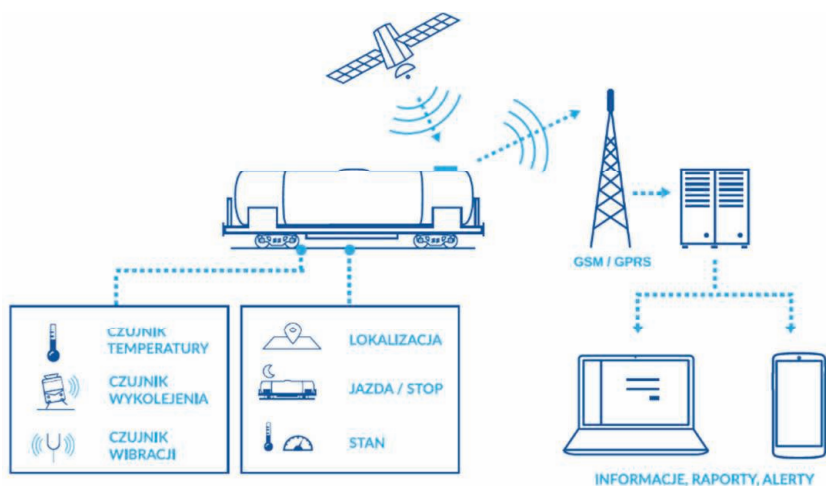 GSM / GPRS
CZUJNIK
TEMPERATURY
CZUJNIK
WYKOLEJENIA
CZUJNIK
WIBRACJI
LOKALIZACJA
JAZDA / STOP
STAN
INFORMACJE, RAPORTY, ALERTY